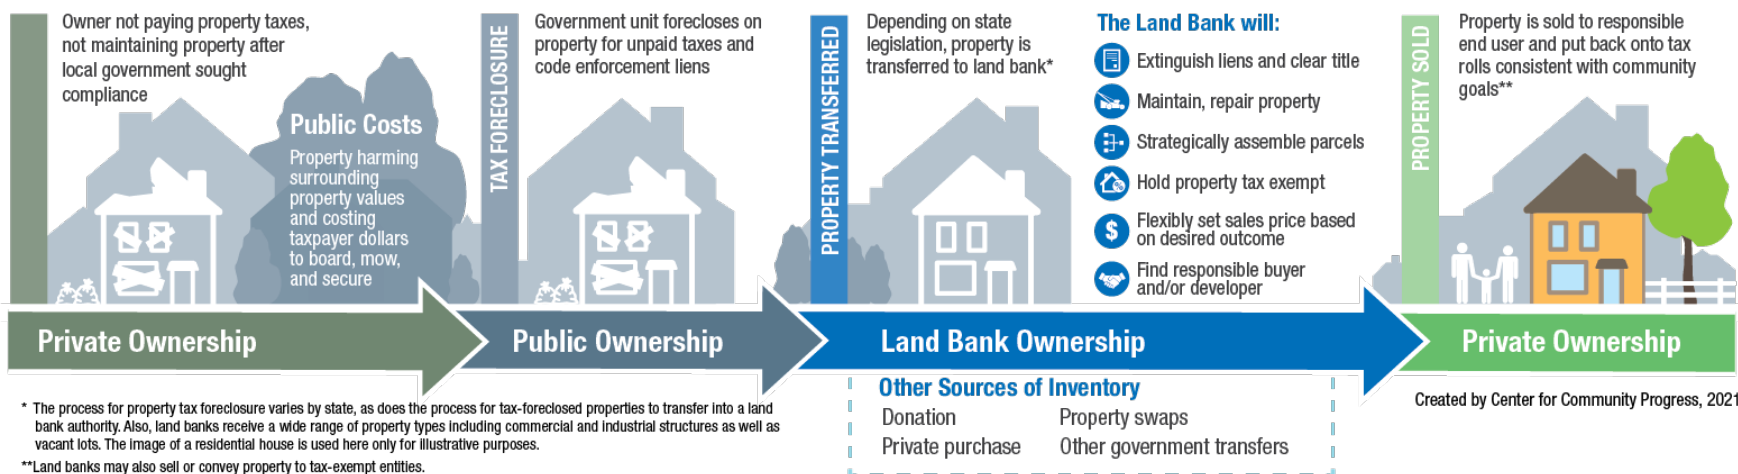 Owner not paying property taxes,
not maintaining property after
local government sought
compliance
Public Costs
Property harming
surrounding
property values
and costing
taxpayer dollars
to board, mow,
and secure
TAX FORECLOSURE
Government unit forecloses on
property for unpaid taxes and
code enforcement liens
PROPERTY TRANSFERRED
Depending on state
legislation, property is
transferred to land bank*
The Land Bank will:
Extinguish liens and clear title
Maintain, repair property
Strategically assemble parcels
Hold property tax exempt
$
Flexibly set sales price based
on desired outcome
Find responsible buyer
and/or developer
PROPERTY SOLD
Property is sold to responsible
end user and put back onto tax
rolls consistent with community
goals**
Private Ownership
Public Ownership
Land Bank Ownership
Private Ownership
Other Sources of Inventory
Donation
Property swaps
Private purchase
Other government transfers
* The process for property tax foreclosure varies by state, as does the process for tax-foreclosed properties to transfer into a land
bank authority. Also, land banks receive a wide range of property types including commercial and industrial structures as well as
vacant lots. The image of a residential house is used here only for illustrative purposes.
**Land banks may also sell or convey property to tax-exempt entities.
Created by Center for Community Progress, 2021